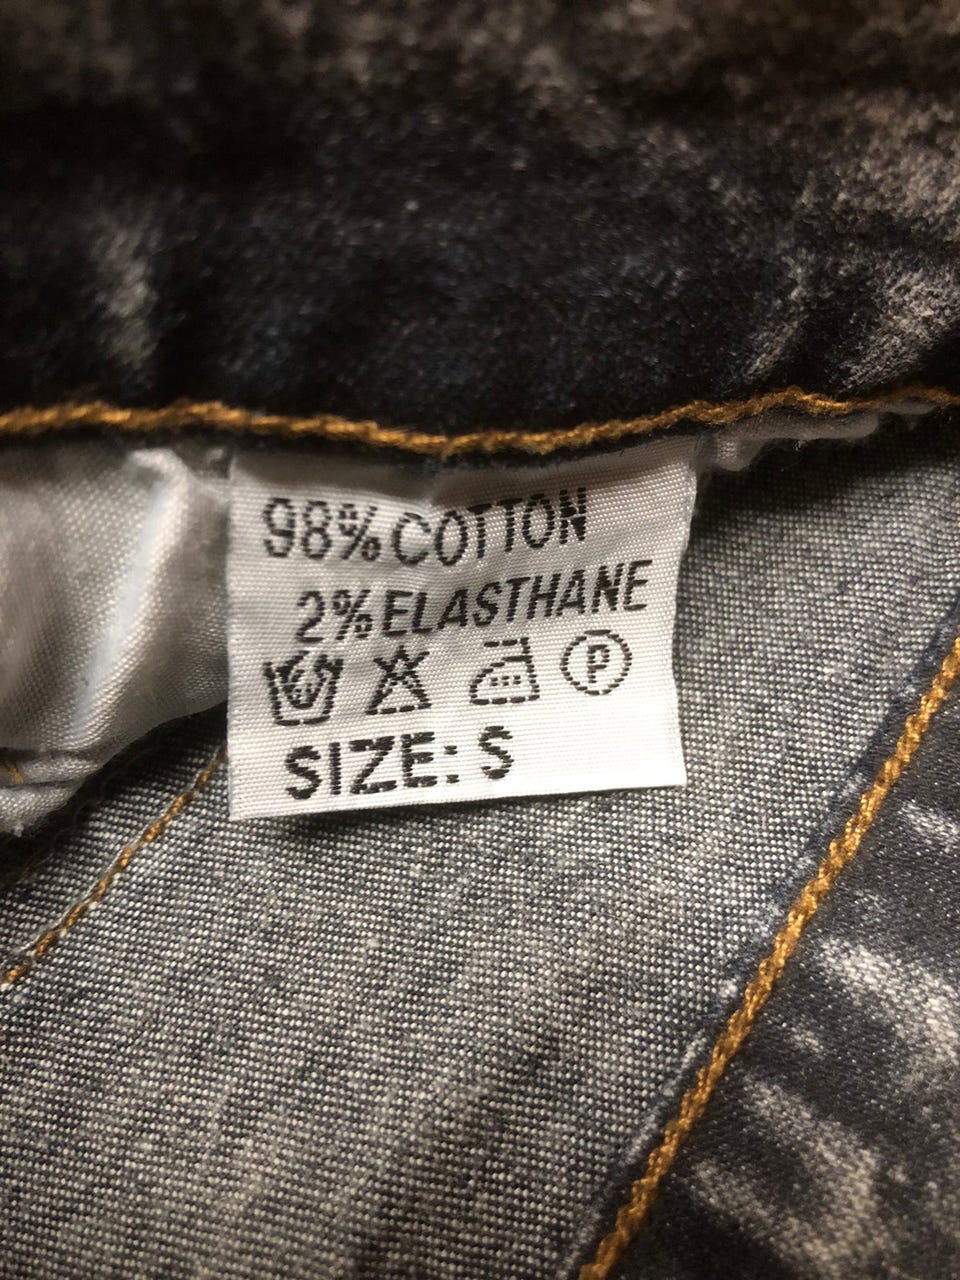 98% COTTON
2% ELASTHANE
P
SIZE: S